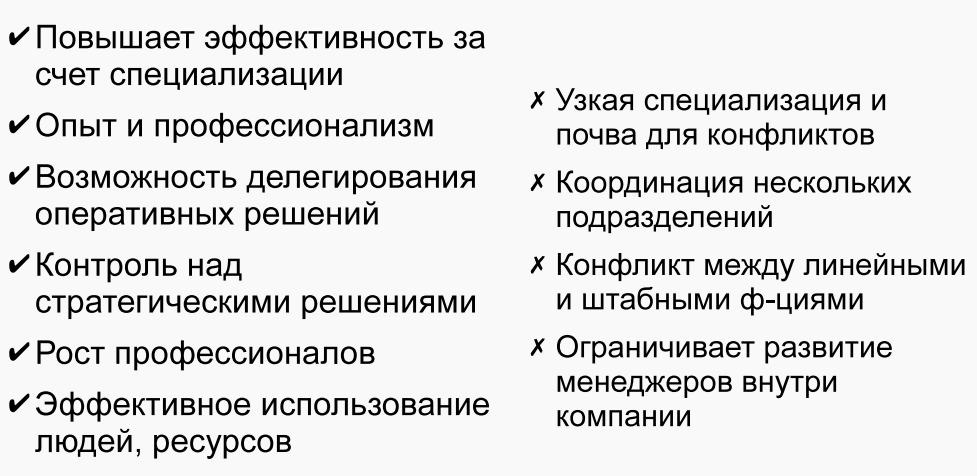 ✔ Повышает эффективность за
счет специализации
✔ Опыт и профессионализм
✔ Возможность делегирования
оперативных решений
✔ Контроль над
стратегическими решениями
✔ Рост профессионалов
✔ Эффективное использование
людей, ресурсов
✗ Узкая специализация и
почва для конфликтов
✗ Координация нескольких
подразделений
✗ Конфликт между линейными
и штабными ф-циями
✗ Ограничивает развитие
менеджеров внутри
компании